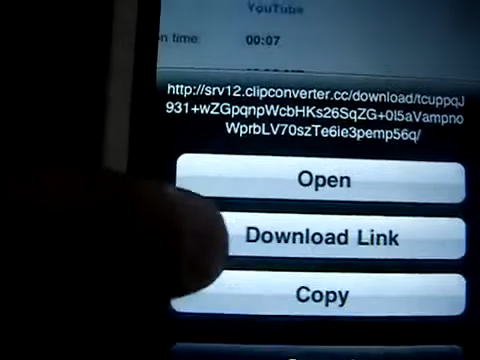 YouTube
n time: 00:07
http://srv12.clipconverter.cc/download/tcuppqJ
931+wZGpqnpWcbHKs26SqZG+0l5aVampno
WprbLV70szTe6ie3pemp56q/
Open
Download Link
Copy